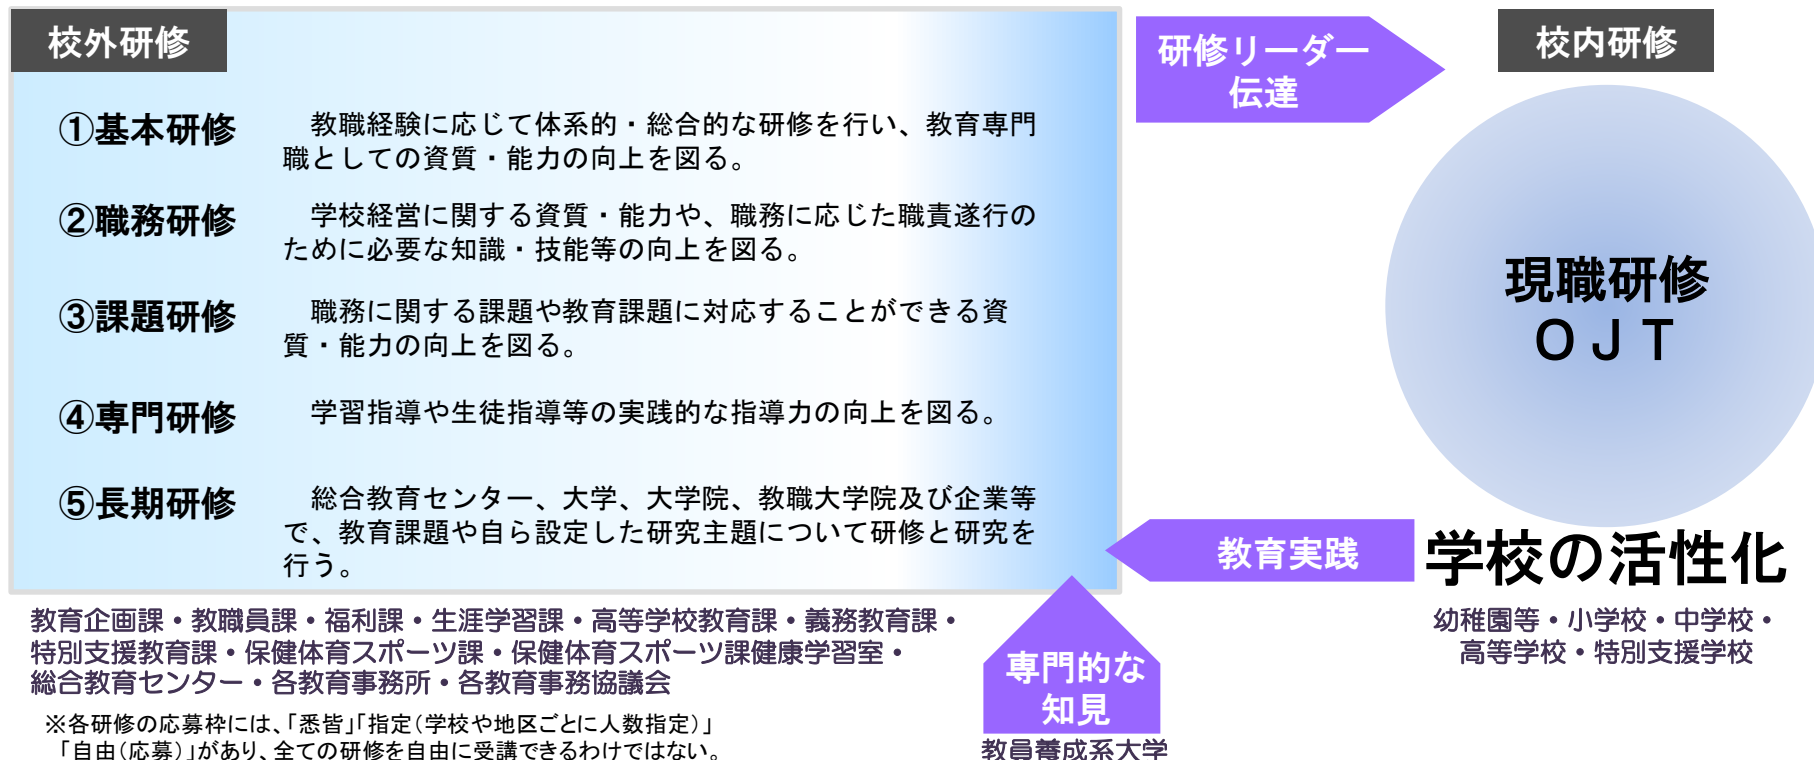 校外研修
①基本研修
教職経験に応じて体系的・総合的な研修を行い、教育専門
職としての資質・能力の向上を図る。
②職務研修
学校経営に関する資質・能力や、職務に応じた職責遂行の
ために必要な知識・技能等の向上を図る。
③課題研修
職務に関する課題や教育課題に対応することができる資
質・能力の向上を図る。
④専門研修
学習指導や生徒指導等の実践的な指導力の向上を図る。
⑤長期研修
総合教育センター、大学、大学院、教職大学院及び企業等
で、教育課題や自ら設定した研究主題について研修と研究を
行う。
教育企画課・教職員課・福利課・生涯学習課・高等学校教育課・義務教育課・
特別支援教育課・保健体育スポーツ課・保健体育スポーツ課健康学習室・
総合教育センター・各教育事務所・各教育事務協議会
※各研修の応募枠には、「悉皆」「指定(学校や地区ごとに人数指定)」
「自由(応募)」があり、全ての研修を自由に受講できるわけではない。
研修リーダー
伝達
校内研修
現職研修
ＯＪＴ
教育実践
学校の活性化
幼稚園等・小学校・中学校・
高等学校・特別支援学校
専門的な
知見
教員養成系大学